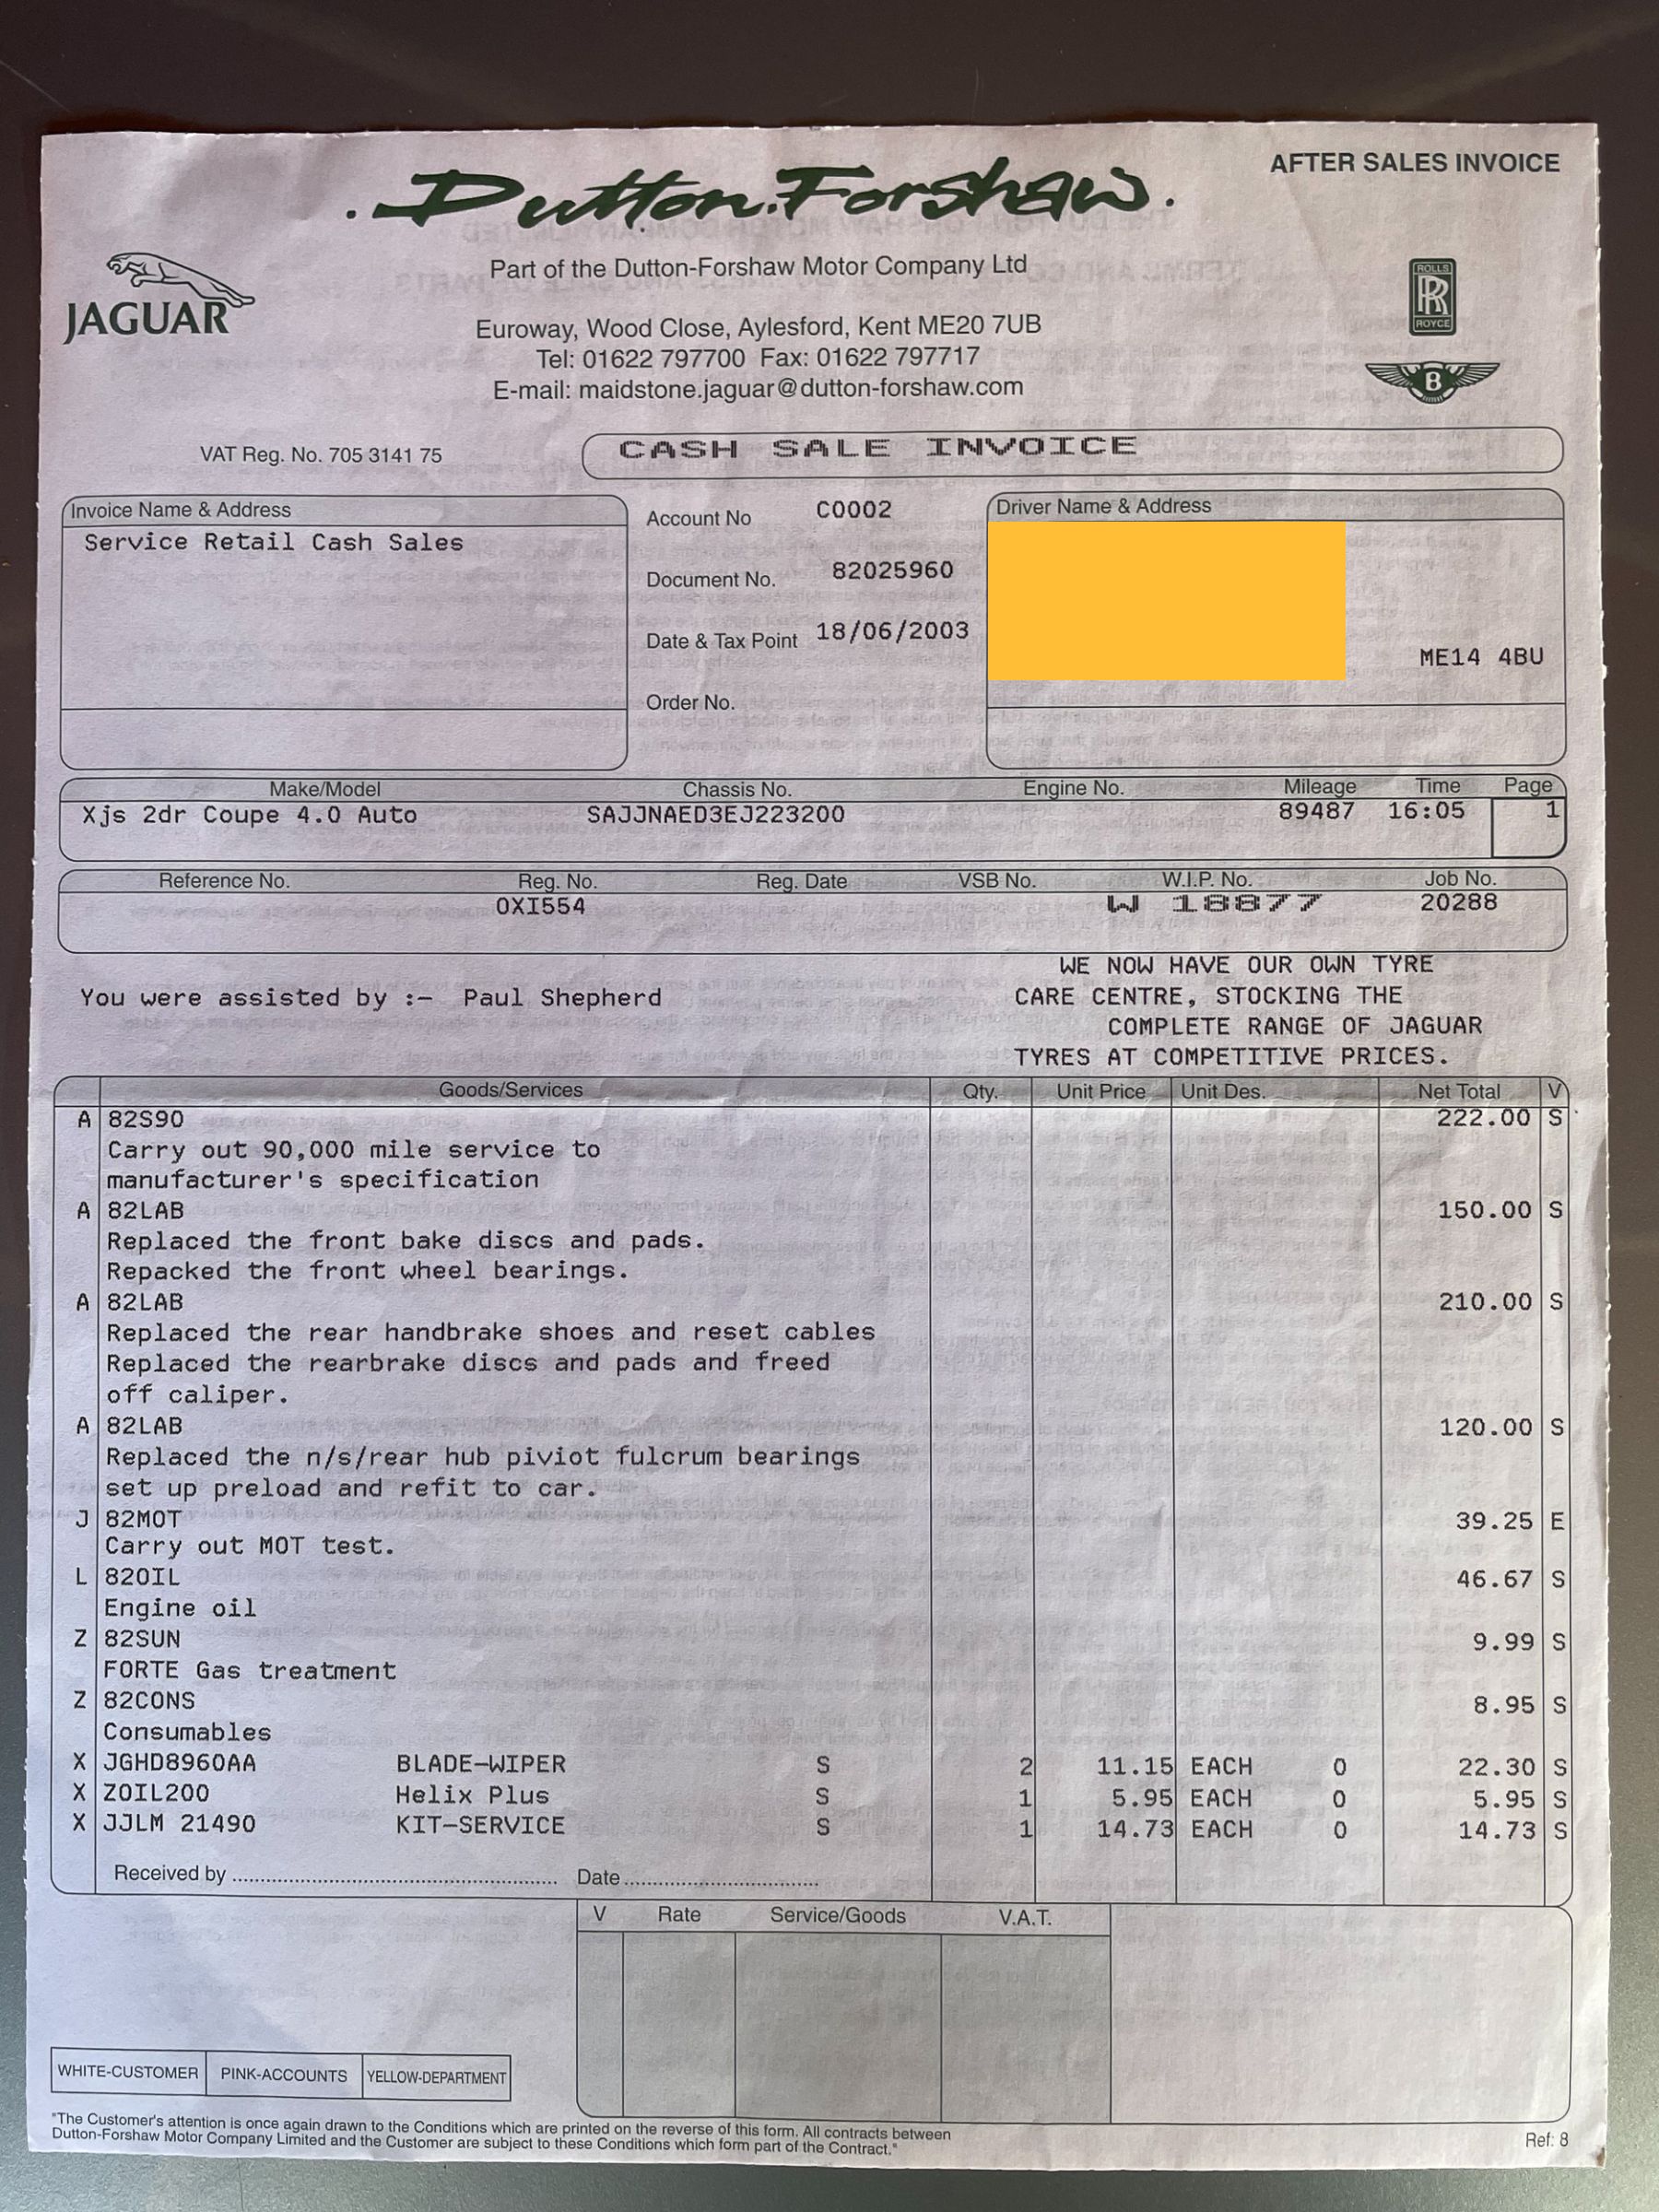 AFTER SALES INVOICE
Dutton.Forshaw.
Part of the Dutton-Forshaw Motor Company Ltd
JAGUAR
ROLLS
RR
ROYCE
Euroway, Wood Close, Aylesford, Kent ME20 7UB
Tel: 01622 797700 Fax: 01622 797717
E-mail: maidstone.jaguar@dutton-forshaw.com
B
VAT Reg. No. 705 3141 75
CASH SALE INVOICE
Invoice Name & Address
Service Retail Cash Sales
Account No C0002
Document No. 82025960
Date & Tax Point 18/06/2003
Order No.
Driver Name & Address
ME14 4BU
Make/Model Chassis No. Engine No. Mileage Time Page
Xjs 2dr Coupe 4.0 Auto SAJJNAED3EJ223200 89487 16:05 1
Reference No. Reg. No. Reg. Date VSB No. W.I.P. No. Job No.
OXI554 W 18877 20288
You were assisted by :- Paul Shepherd
WE NOW HAVE OUR OWN TYRE
CARE CENTRE, STOCKING THE
COMPLETE RANGE OF JAGUAR
TYRES AT COMPETITIVE PRICES.
Goods/Services Qty. Unit Price Unit Des. Net Total V
A 82S90 222.00 S
Carry out 90,000 mile service to
manufacturer's specification
A 82LAB 150.00 S
Replaced the front bake discs and pads.
Repacked the front wheel bearings.
A 82LAB 210.00 S
Replaced the rear handbrake shoes and reset cables
Replaced the rearbrake discs and pads and freed
off caliper.
A 82LAB 120.00 S
Replaced the n/s/rear hub piviot fulcrum bearings
set up preload and refit to car.
J 82MOT 39.25 E
Carry out MOT test.
L 82OIL 46.67 S
Engine oil
Z 82SUN 9.99 S
FORTE Gas treatment
Z 82CONS 8.95 S
Consumables
X JGHD8960AA BLADE-WIPER S 2 11.15 EACH 0 22.30 S
X ZOIL200 Helix Plus S 1 5.95 EACH 0 5.95 S
X JJLM 21490 KIT-SERVICE S 1 14.73 EACH 0 14.73 S
Received by ........................ Date ........................
V Rate Service/Goods V.A.T.
WHITE-CUSTOMER PINK-ACCOUNTS YELLOW-DEPARTMENT
"The Customer's attention is once again drawn to the Conditions which are printed on the reverse of this form. All contracts between
Dutton-Forshaw Motor Company Limited and the Customer are subject to these Conditions which form part of the Contract."
Ref: 8